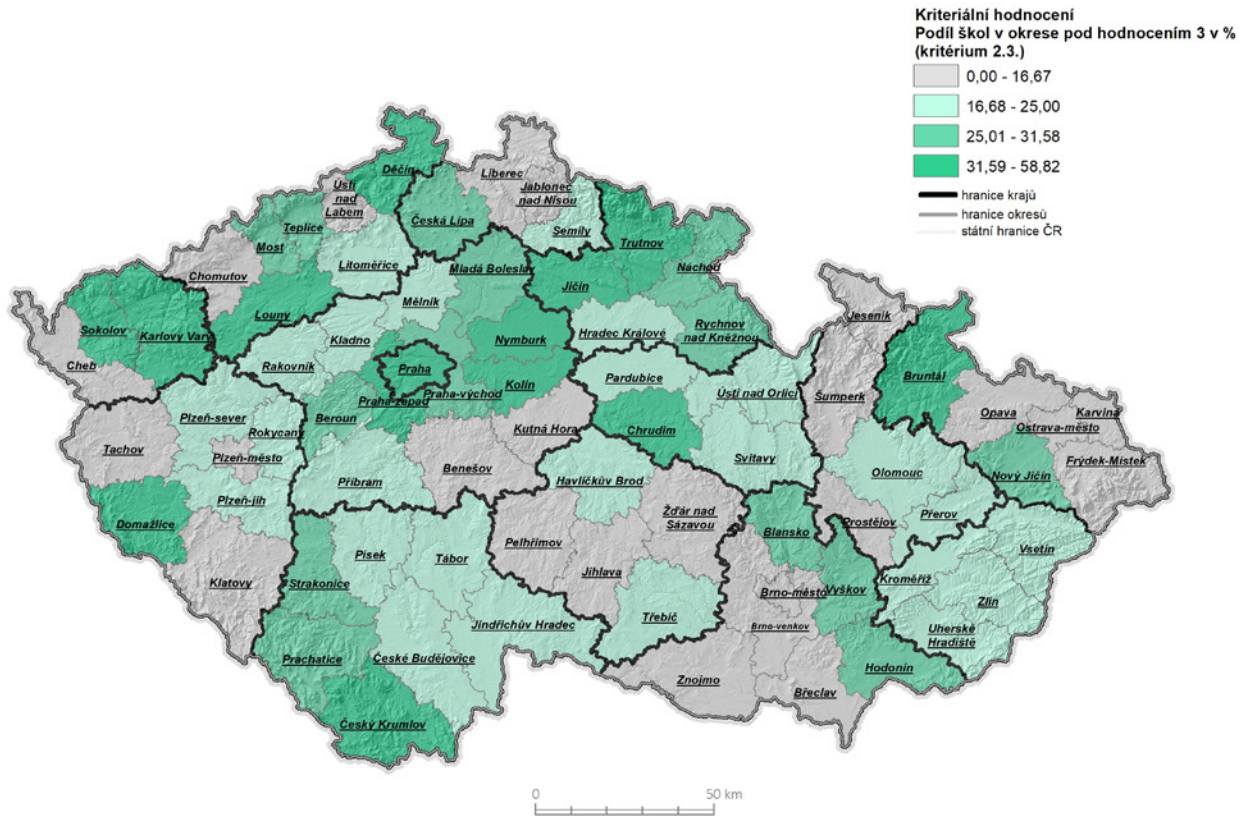 Kriteriální hodnocení
Podíl škol v okrese pod hodnocením 3 v %
(kritérium 2.3.)
0,00 - 16,67
16,68 - 25,00
25,01 - 31,58
31,59 - 58,82
hranice krajů
hranice okresů
státní hranice ČR
Děčín
Liberec
Ústí
nad
Labem
Jablonec
nad Nisou
Teplice
Česká Lípa
Semily
Most
Trutnov
Litoměřice
Chomutov
Mladá Boleslav
Náchod
Jičín
Mělník
Louny
Jeseník
Sokolov
Karlovy Vary
Hradec Králové
Rychnov
nad Kněžnou
Nymburk
Kladno
Cheb
Rakovník
Praha
Kolín
Bruntál
Pardubice
Praha-východ
Praha-západ
Ústí nad Orlicí
Šumperk
Plzeň-sever
Beroun
Opava
Karviná
Kutná Hora
Chrudim
Ostrava-město
Rokycany
Tachov
Plzeň-město
Svitavy
Frýdek-Místek
Benešov
Olomouc
Nový Jičín
Příbram
Havlíčkův Brod
Plzeň-jih
Domažlice
Žďár nad
Sázavou
Přerov
Prostějov
Blansko
Pelhřimov
Vsetín
Písek
Tábor
Jihlava
Klatovy
Strakonice
Kroměříž
Vyškov
Brno-město
Zlín
Třebíč
Jindřichův Hradec
Brno-venkov
Uherské
Hradiště
Prachatice
České Budějovice
Hodonín
Znojmo
Břeclav
Český Krumlov
0
50 km